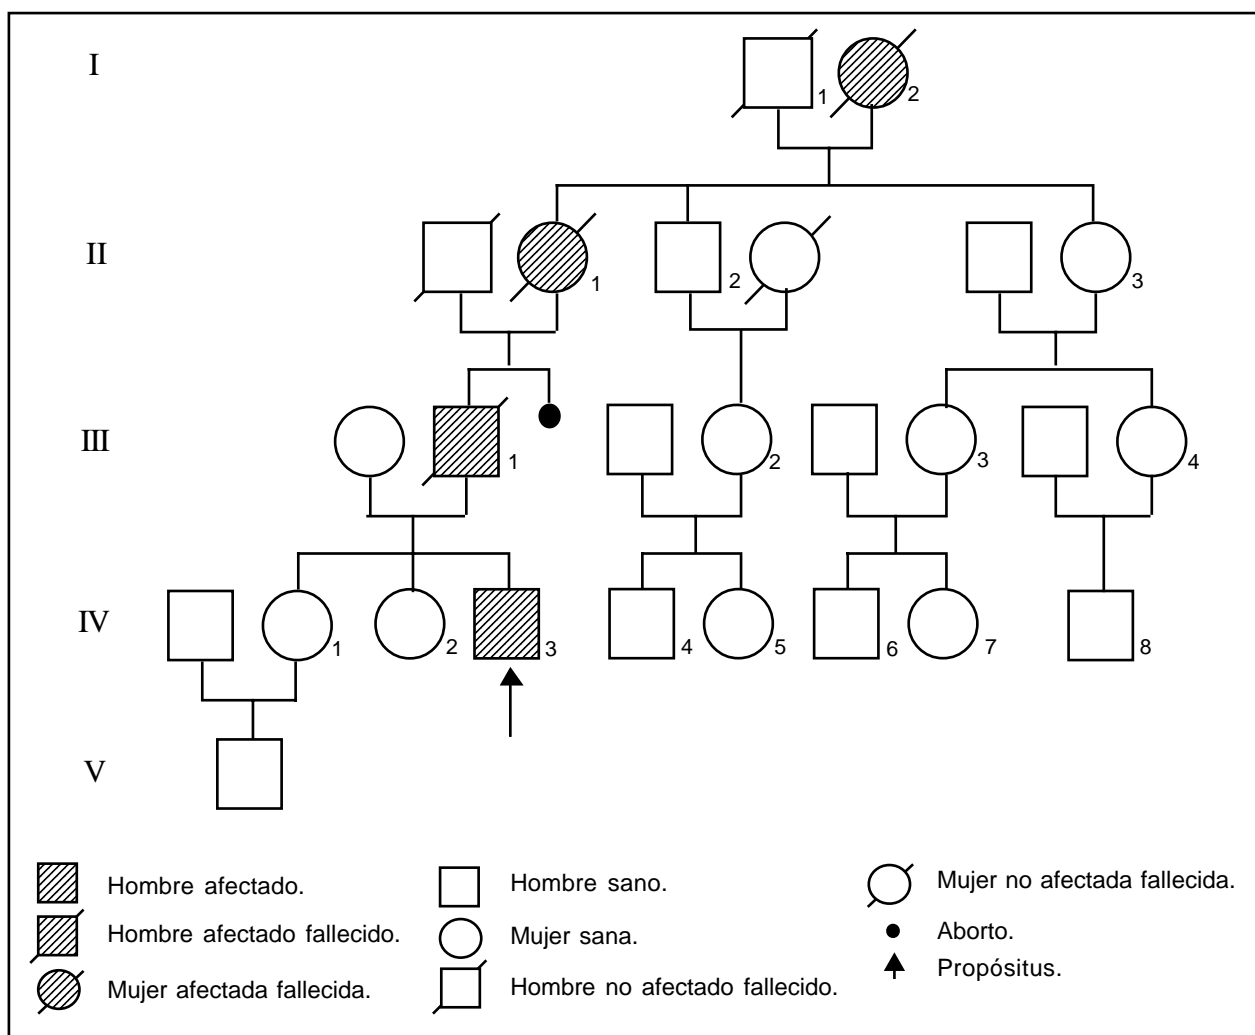 I
1
2
II
1
2
3
III
1
2
3
4
IV
1
2
3
4
5
6
7
8
V
Hombre afectado.
Hombre afectado fallecido.
Mujer afectada fallecida.
Hombre sano.
Mujer sana.
Hombre no afectado fallecido.
Mujer no afectada fallecida.
Aborto.
Propósitus.